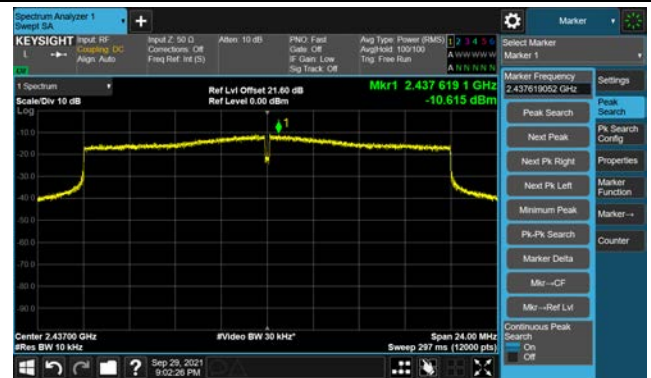 Spectrum Analyzer 1
Swept SA
+
Marker
KEYSIGHT
L
Input: RF
Coupling: DC
Align: Auto
Input Z: 50 Ω
Corrections: Off
Freq Ref: Int (S)
Atten: 10 dB
PNO: Fast
Gate: Off
IF Gain: Low
Sig Track: Off
Avg Type: Power (RMS)
Avg|Hold: 100/100
Trig: Free Run
1 2 3 4 5 6
A W W W W W
A N N N N N
Select Marker
Marker 1
1 Spectrum
Scale/Div 10 dB
Log
Ref Lvl Offset 21.60 dB
Ref Level 0.00 dBm
Mkr1 2.437 619 1 GHz
-10.615 dBm
1
-10.0
-20.0
-30.0
-40.0
-50.0
-60.0
-70.0
-80.0
-90.0
Center 2.43700 GHz
#Res BW 10 kHz
#Video BW 30 kHz*
Span 24.00 MHz
Sweep 297 ms (12000 pts)
Marker Frequency
2.437619052 GHz
Peak Search
Next Peak
Next Pk Right
Next Pk Left
Minimum Peak
Pk-Pk Search
Marker Delta
Mkr→CF
Mkr→Ref Lvl
Continuous Peak
Search
On
Off
Settings
Peak
Search
Pk Search
Config
Properties
Marker
Function
Marker→
Counter
?
Sep 29, 2021
9:02:26 PM